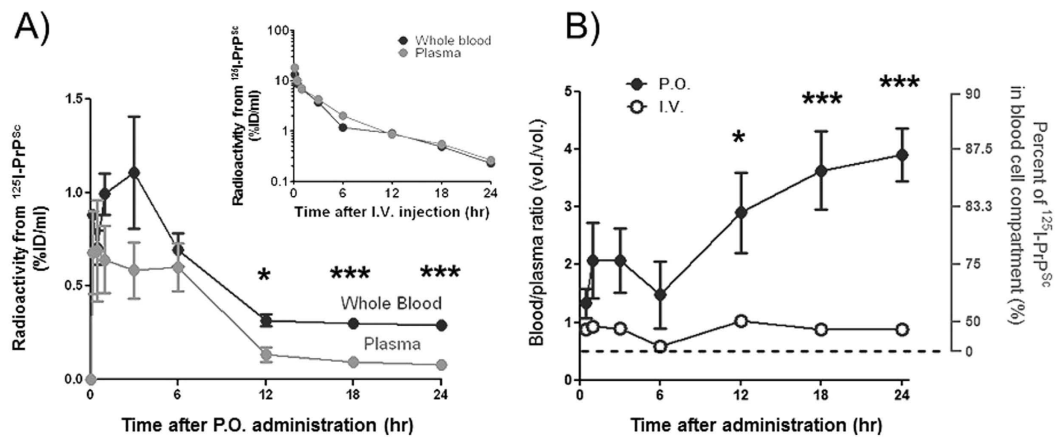 A)
Radioactivity from ¹²⁵I-PrPˢᶜ
(%ID/ml)
1.5
1.0
0.5
0.0
0
6
12
18
24
Time after P.O. administration (hr)
*
***
***
Whole Blood
Plasma
Radioactivity from ¹²⁵I-PrPˢᶜ
(%ID/ml)
100
10
1
0.1
0
6
12
18
24
Time after I.V. injection (hr)
Whole blood
Plasma
B)
Blood/plasma ratio (vol./vol.)
5
4
3
2
1
0
0
6
12
18
24
Time after administration (hr)
P.O.
I.V.
*
***
***
90
87.5
83.3
75
50
0
Percent of ¹²⁵I-PrPˢᶜ
in blood cell compartment (%)